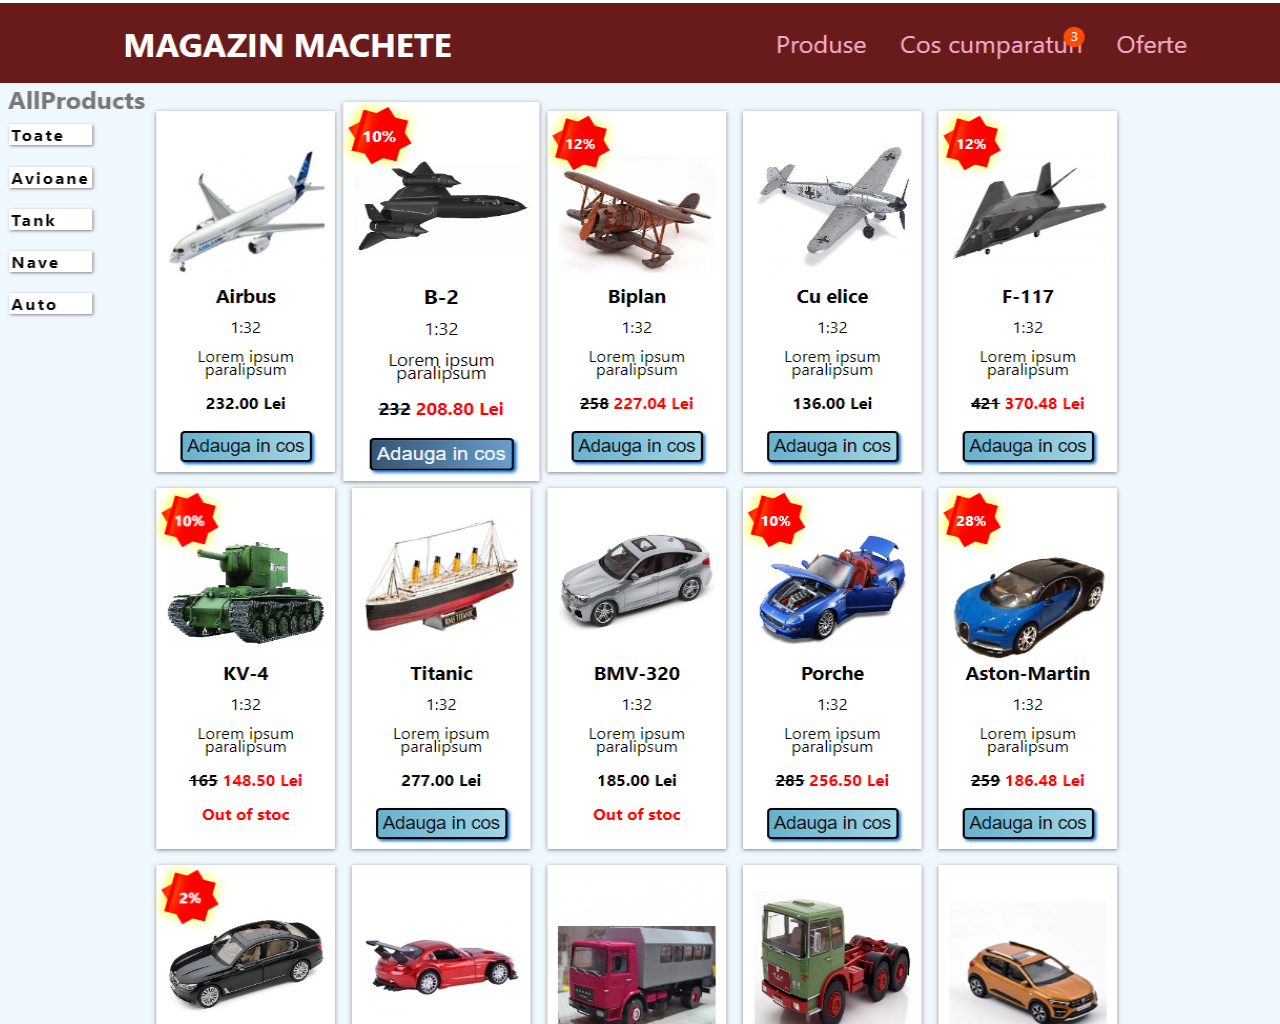 MAGAZIN MACHETE
Produse
Cos cumparaturi
3
Oferte
AllProducts
Toate
Avioane
Tank
Nave
Auto
Airbus
1:32
Lorem ipsum
paralipsum
232.00 Lei
Adauga in cos
10%
B-2
1:32
Lorem ipsum
paralipsum
232 208.80 Lei
Adauga in cos
12%
Biplan
1:32
Lorem ipsum
paralipsum
258 227.04 Lei
Adauga in cos
Cu elice
1:32
Lorem ipsum
paralipsum
136.00 Lei
Adauga in cos
12%
F-117
1:32
Lorem ipsum
paralipsum
421 370.48 Lei
Adauga in cos
10%
KV-4
1:32
Lorem ipsum
paralipsum
165 148.50 Lei
Out of stoc
RMS TITANIC
Titanic
1:32
Lorem ipsum
paralipsum
277.00 Lei
Adauga in cos
BMV-320
1:32
Lorem ipsum
paralipsum
185.00 Lei
Out of stoc
10%
Porche
1:32
Lorem ipsum
paralipsum
285 256.50 Lei
Adauga in cos
28%
Aston-Martin
1:32
Lorem ipsum
paralipsum
259 186.48 Lei
Adauga in cos
2%